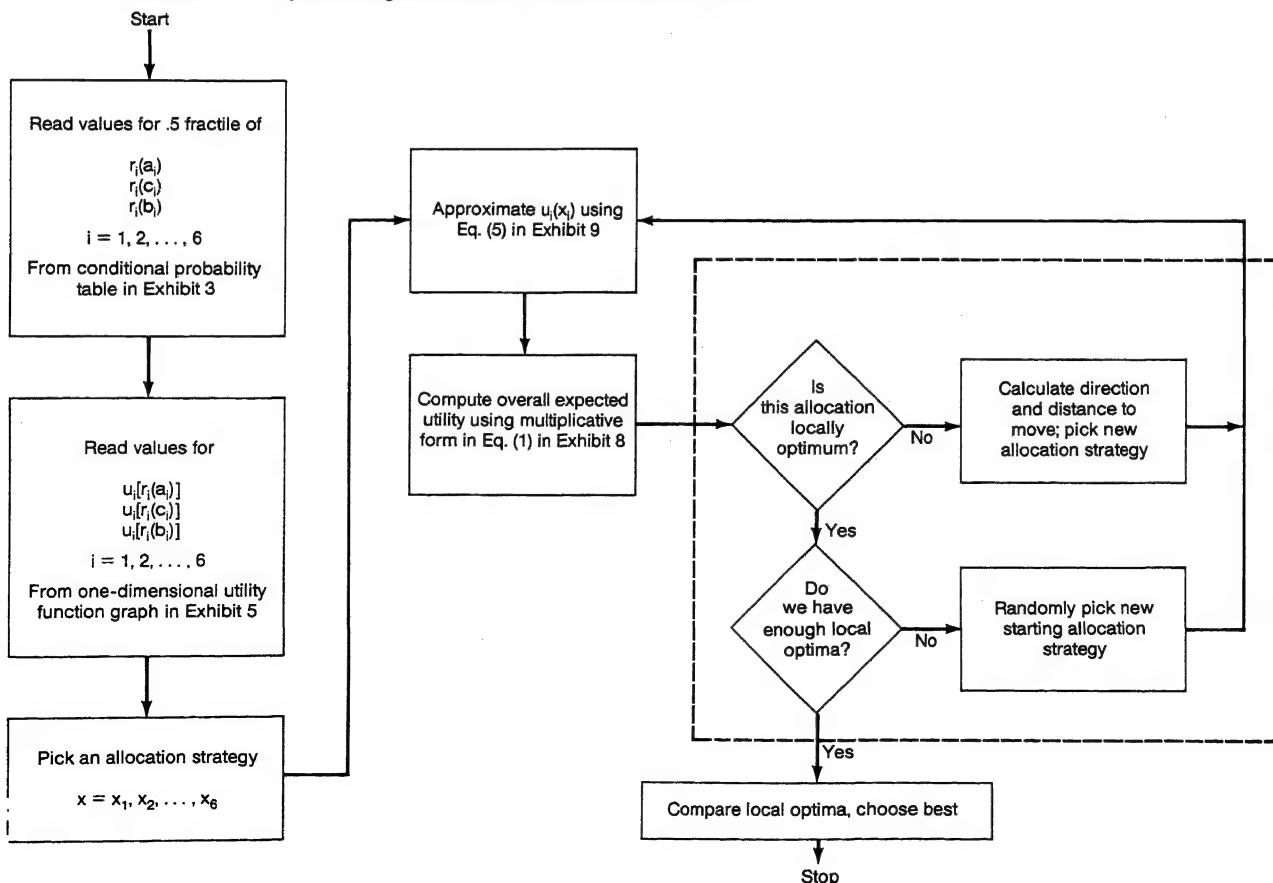 Start
Read values for .5 fractile of
rᵢ(aᵢ)
rᵢ(cᵢ)
rᵢ(bᵢ)
i = 1, 2, . . . , 6
From conditional probability
table in Exhibit 3
Read values for
uᵢ[rᵢ(aᵢ)]
uᵢ[rᵢ(cᵢ)]
uᵢ[rᵢ(bᵢ)]
i = 1, 2, . . . , 6
From one-dimensional utility
function graph in Exhibit 5
Pick an allocation strategy
x = x₁, x₂, . . . , x₆
Approximate uᵢ(xᵢ) using
Eq. (5) in Exhibit 9
Compute overall expected
utility using multiplicative
form in Eq. (1) in Exhibit 8
Is
this allocation
locally
optimum?
No
Calculate direction
and distance to
move; pick new
allocation strategy
Yes
Do
we have
enough local
optima?
No
Randomly pick new
starting allocation
strategy
Yes
Compare local optima, choose best
Stop